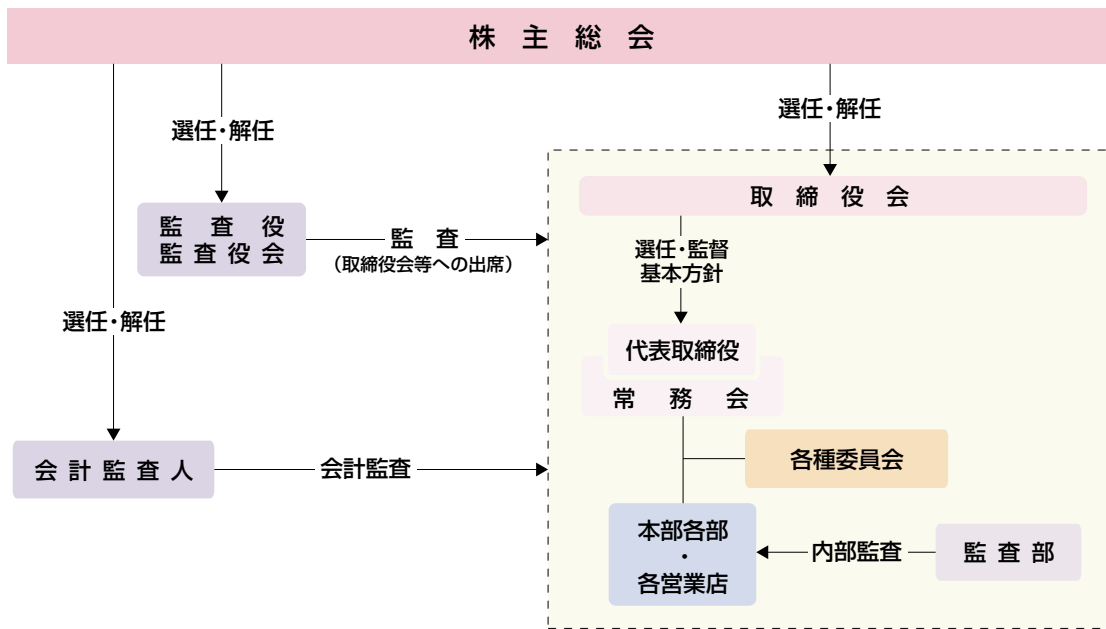 株主総会
選任・解任
選任・解任
監査役
監査役会
監査
（取締役会等への出席）
取締役会
選任・監督
基本方針
選任・解任
代表取締役
常務会
会計監査人
会計監査
各種委員会
本部各部
・
各営業店
内部監査
監査部